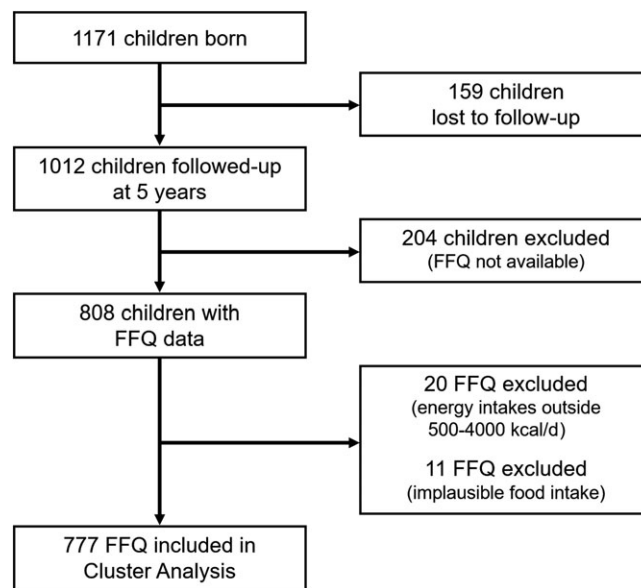 1171 children born
159 children
lost to follow-up
1012 children followed-up
at 5 years
204 children excluded
(FFQ not available)
808 children with
FFQ data
20 FFQ excluded
(energy intakes outside
500-4000 kcal/d)
11 FFQ excluded
(implausible food intake)
777 FFQ included in
Cluster Analysis